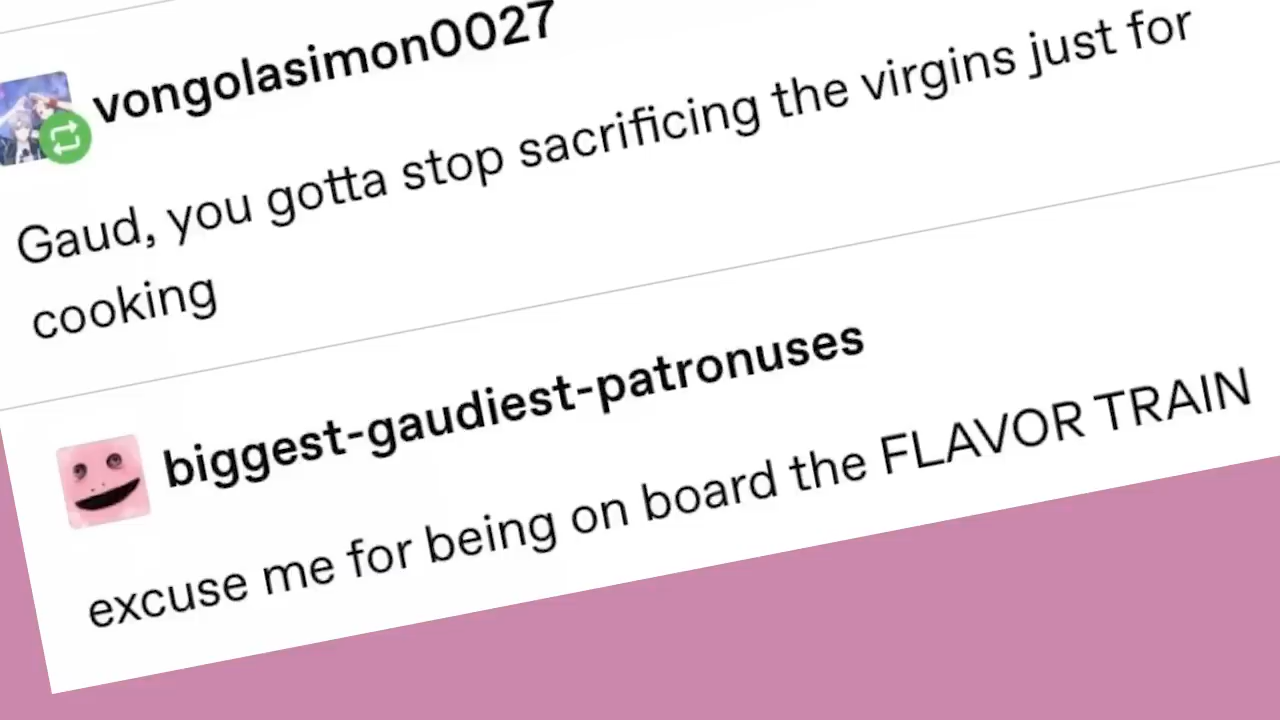 vongolasimon0027
Gaud, you gotta stop sacrificing the virgins just for
cooking
biggest-gaudiest-patronuses
excuse me for being on board the FLAVOR TRAIN